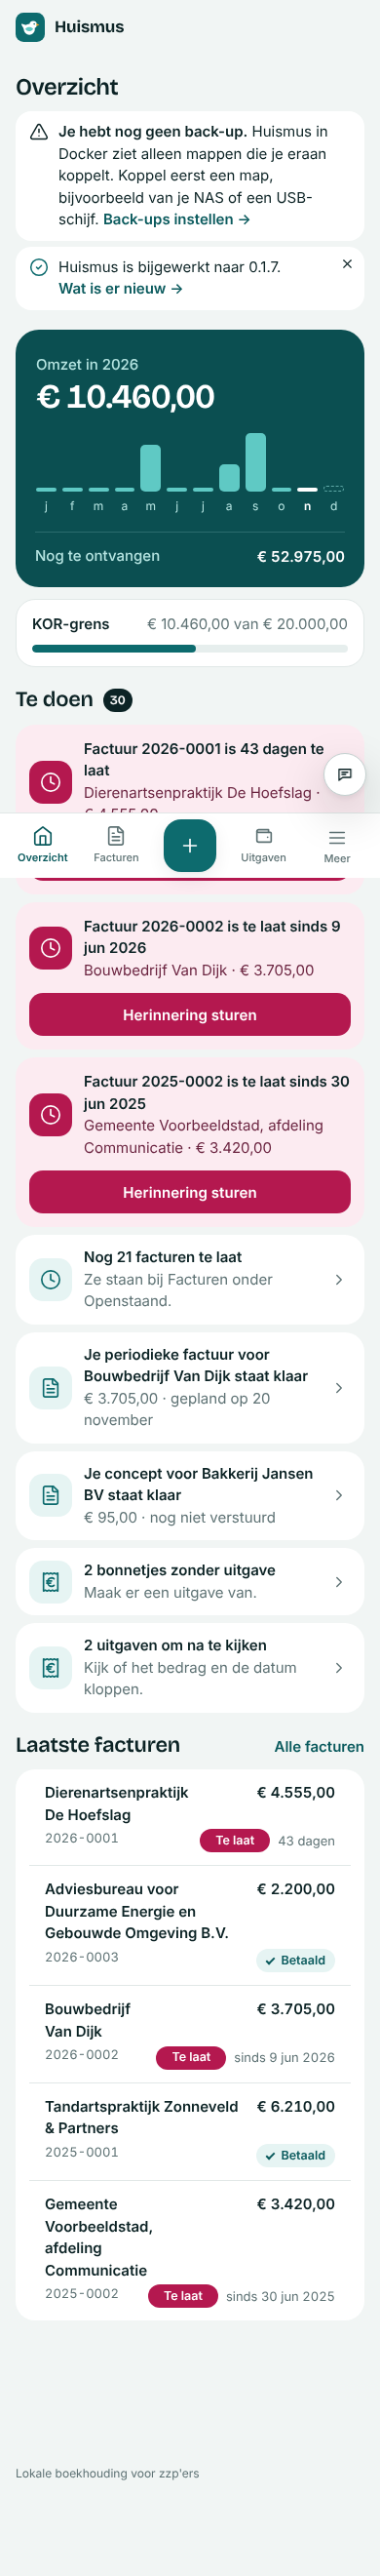 Huismus
Overzicht
Je hebt nog geen back-up. Huismus in
Docker ziet alleen mappen die je eraan
koppelt. Koppel eerst een map,
bijvoorbeeld van je NAS of een USB-
schijf. Back-ups instellen →
Huismus is bijgewerkt naar 0.1.7.
Wat is er nieuw →
Omzet in 2026
€ 10.460,00
j f m a m j j a s o n d
Nog te ontvangen € 52.975,00
KOR-grens € 10.460,00 van € 20.000,00
Te doen 30
Factuur 2026-0001 is 43 dagen te
laat
Dierenartsenpraktijk De Hoefslag ·
Overzicht Facturen Uitgaven Meer
Factuur 2026-0002 is te laat sinds 9
jun 2026
Bouwbedrijf Van Dijk · € 3.705,00
Herinnering sturen
Factuur 2025-0002 is te laat sinds 30
jun 2025
Gemeente Voorbeeldstad, afdeling
Communicatie · € 3.420,00
Herinnering sturen
Nog 21 facturen te laat
Ze staan bij Facturen onder
Openstaand.
Je periodieke factuur voor
Bouwbedrijf Van Dijk staat klaar
€ 3.705,00 · gepland op 20
november
Je concept voor Bakkerij Jansen
BV staat klaar
€ 95,00 · nog niet verstuurd
2 bonnetjes zonder uitgave
Maak er een uitgave van.
2 uitgaven om na te kijken
Kijk of het bedrag en de datum
kloppen.
Laatste facturen Alle facturen
Dierenartsenpraktijk € 4.555,00
De Hoefslag
2026-0001 Te laat 43 dagen
Adviesbureau voor € 2.200,00
Duurzame Energie en
Gebouwde Omgeving B.V.
2026-0003 Betaald
Bouwbedrijf € 3.705,00
Van Dijk
2026-0002 Te laat sinds 9 jun 2026
Tandartspraktijk Zonneveld € 6.210,00
& Partners
2025-0001 Betaald
Gemeente € 3.420,00
Voorbeeldstad,
afdeling
Communicatie
2025-0002 Te laat sinds 30 jun 2025
Lokale boekhouding voor zzp'ers